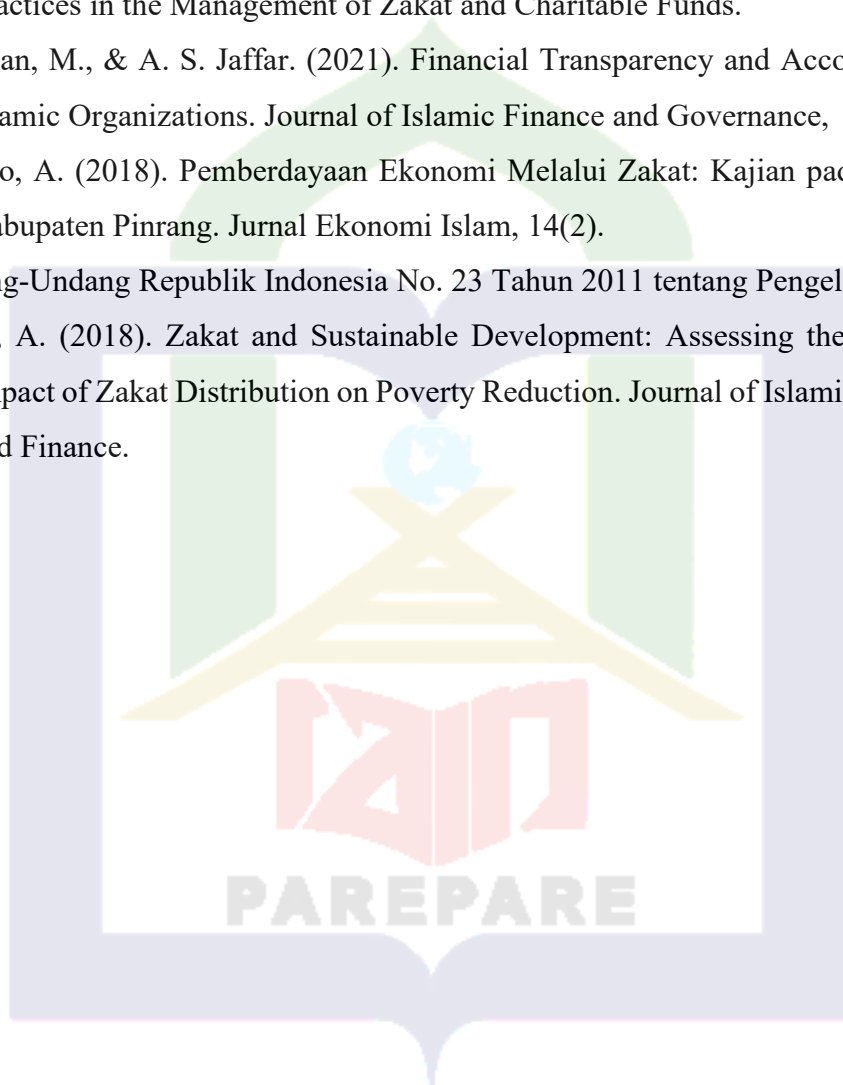 actices in the Management of Zakat and Charitable Funds.
an, M., & A. S. Jaffar. (2021). Financial Transparency and Acco
amic Organizations. Journal of Islamic Finance and Governance,
o, A. (2018). Pemberdayaan Ekonomi Melalui Zakat: Kajian pad
abupaten Pinrang. Jurnal Ekonomi Islam, 14(2).
ng-Undang Republik Indonesia No. 23 Tahun 2011 tentang Pengel
, A. (2018). Zakat and Sustainable Development: Assessing the
npact of Zakat Distribution on Poverty Reduction. Journal of Islami
d Finance.
iain
PAREPARE